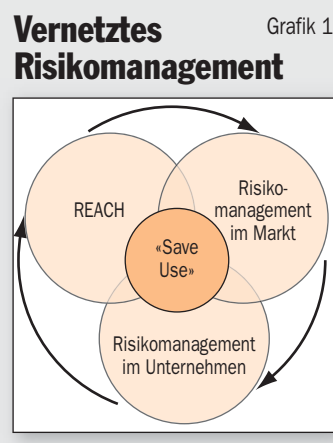 Vernetztes
Grafik 1
Risikomanagement
REACH
Risiko-
management
im Markt
«Save
Use»
Risikomanagement
im Unternehmen